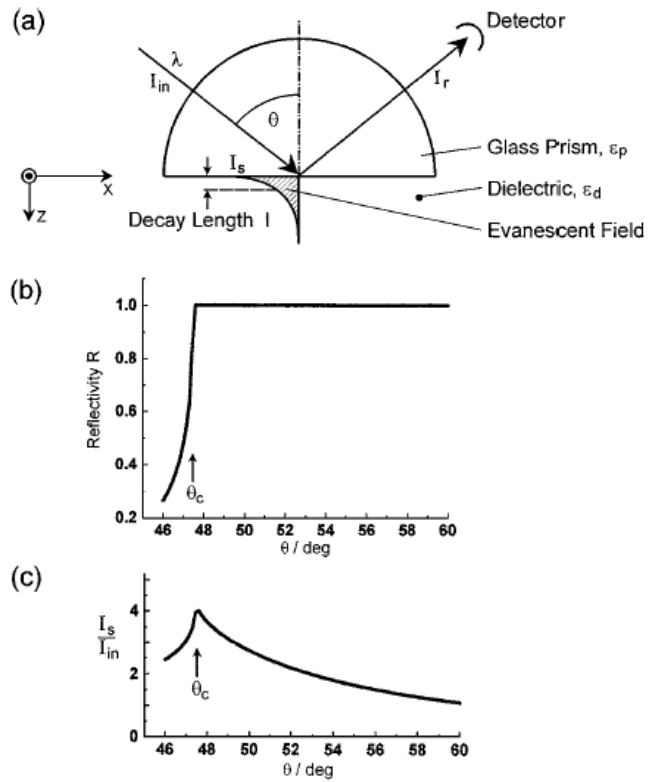 (a)
Detector
λ
I_in
I_r
θ
I_s
Glass Prism, ε_p
X
Dielectric, ε_d
Z
Decay Length l
Evanescent Field
(b)
1.0
0.8
0.6
0.4
0.2
Reflectivity R
θ_c
46 48 50 52 54 56 58 60
θ / deg
(c)
4
2
0
I_s
I_in
θ_c
46 48 50 52 54 56 58 60
θ / deg